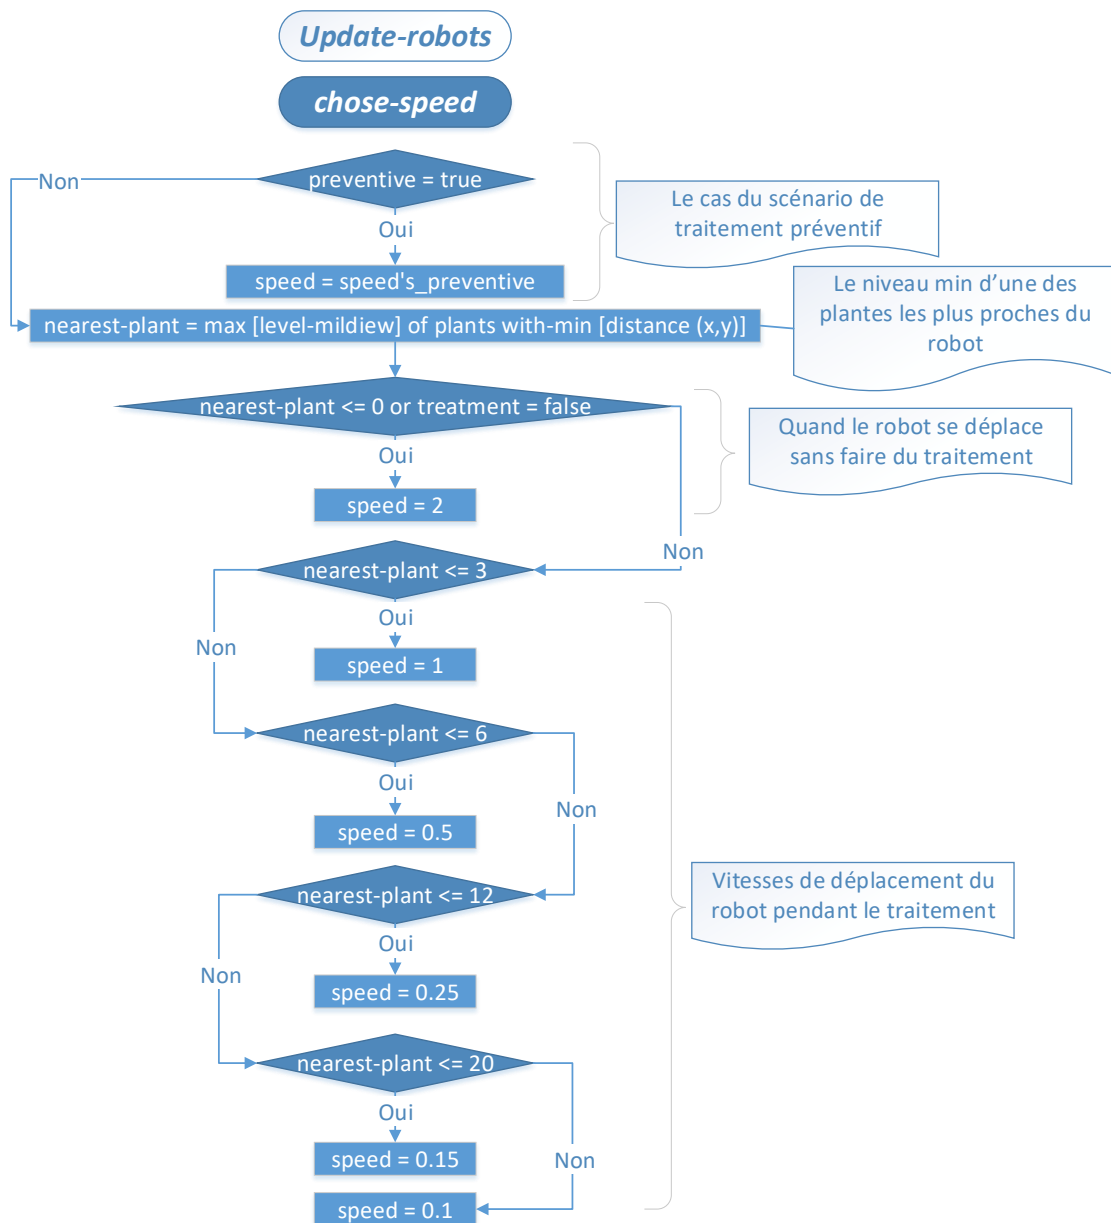 Update-robots
chose-speed
Non
preventive = true
Oui
Le cas du scénario de
traitement préventif
speed = speed's_preventive
nearest-plant = max [level-mildiew] of plants with-min [distance (x,y)]
Le niveau min d’une des
plantes les plus proches du
robot
nearest-plant <= 0 or treatment = false
Oui
Quand le robot se déplace
sans faire du traitement
speed = 2
Non
nearest-plant <= 3
Oui
Non
speed = 1
nearest-plant <= 6
Oui
Non
speed = 0.5
nearest-plant <= 12
Vitesses de déplacement du
robot pendant le traitement
Oui
Non
speed = 0.25
nearest-plant <= 20
Oui
speed = 0.15
Non
speed = 0.1